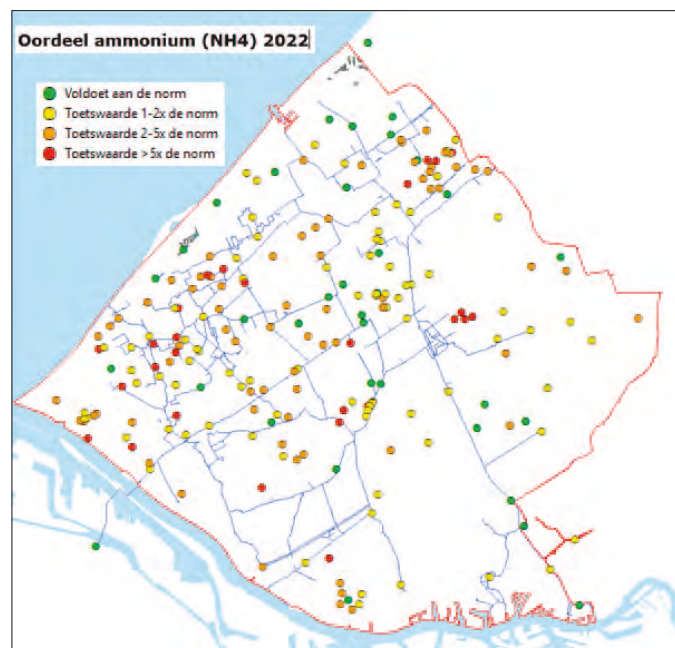 Oordeel ammonium (NH4) 2022
Voldoet aan de norm
Toetswaarde 1-2x de norm
Toetswaarde 2-5x de norm
Toetswaarde >5x de norm